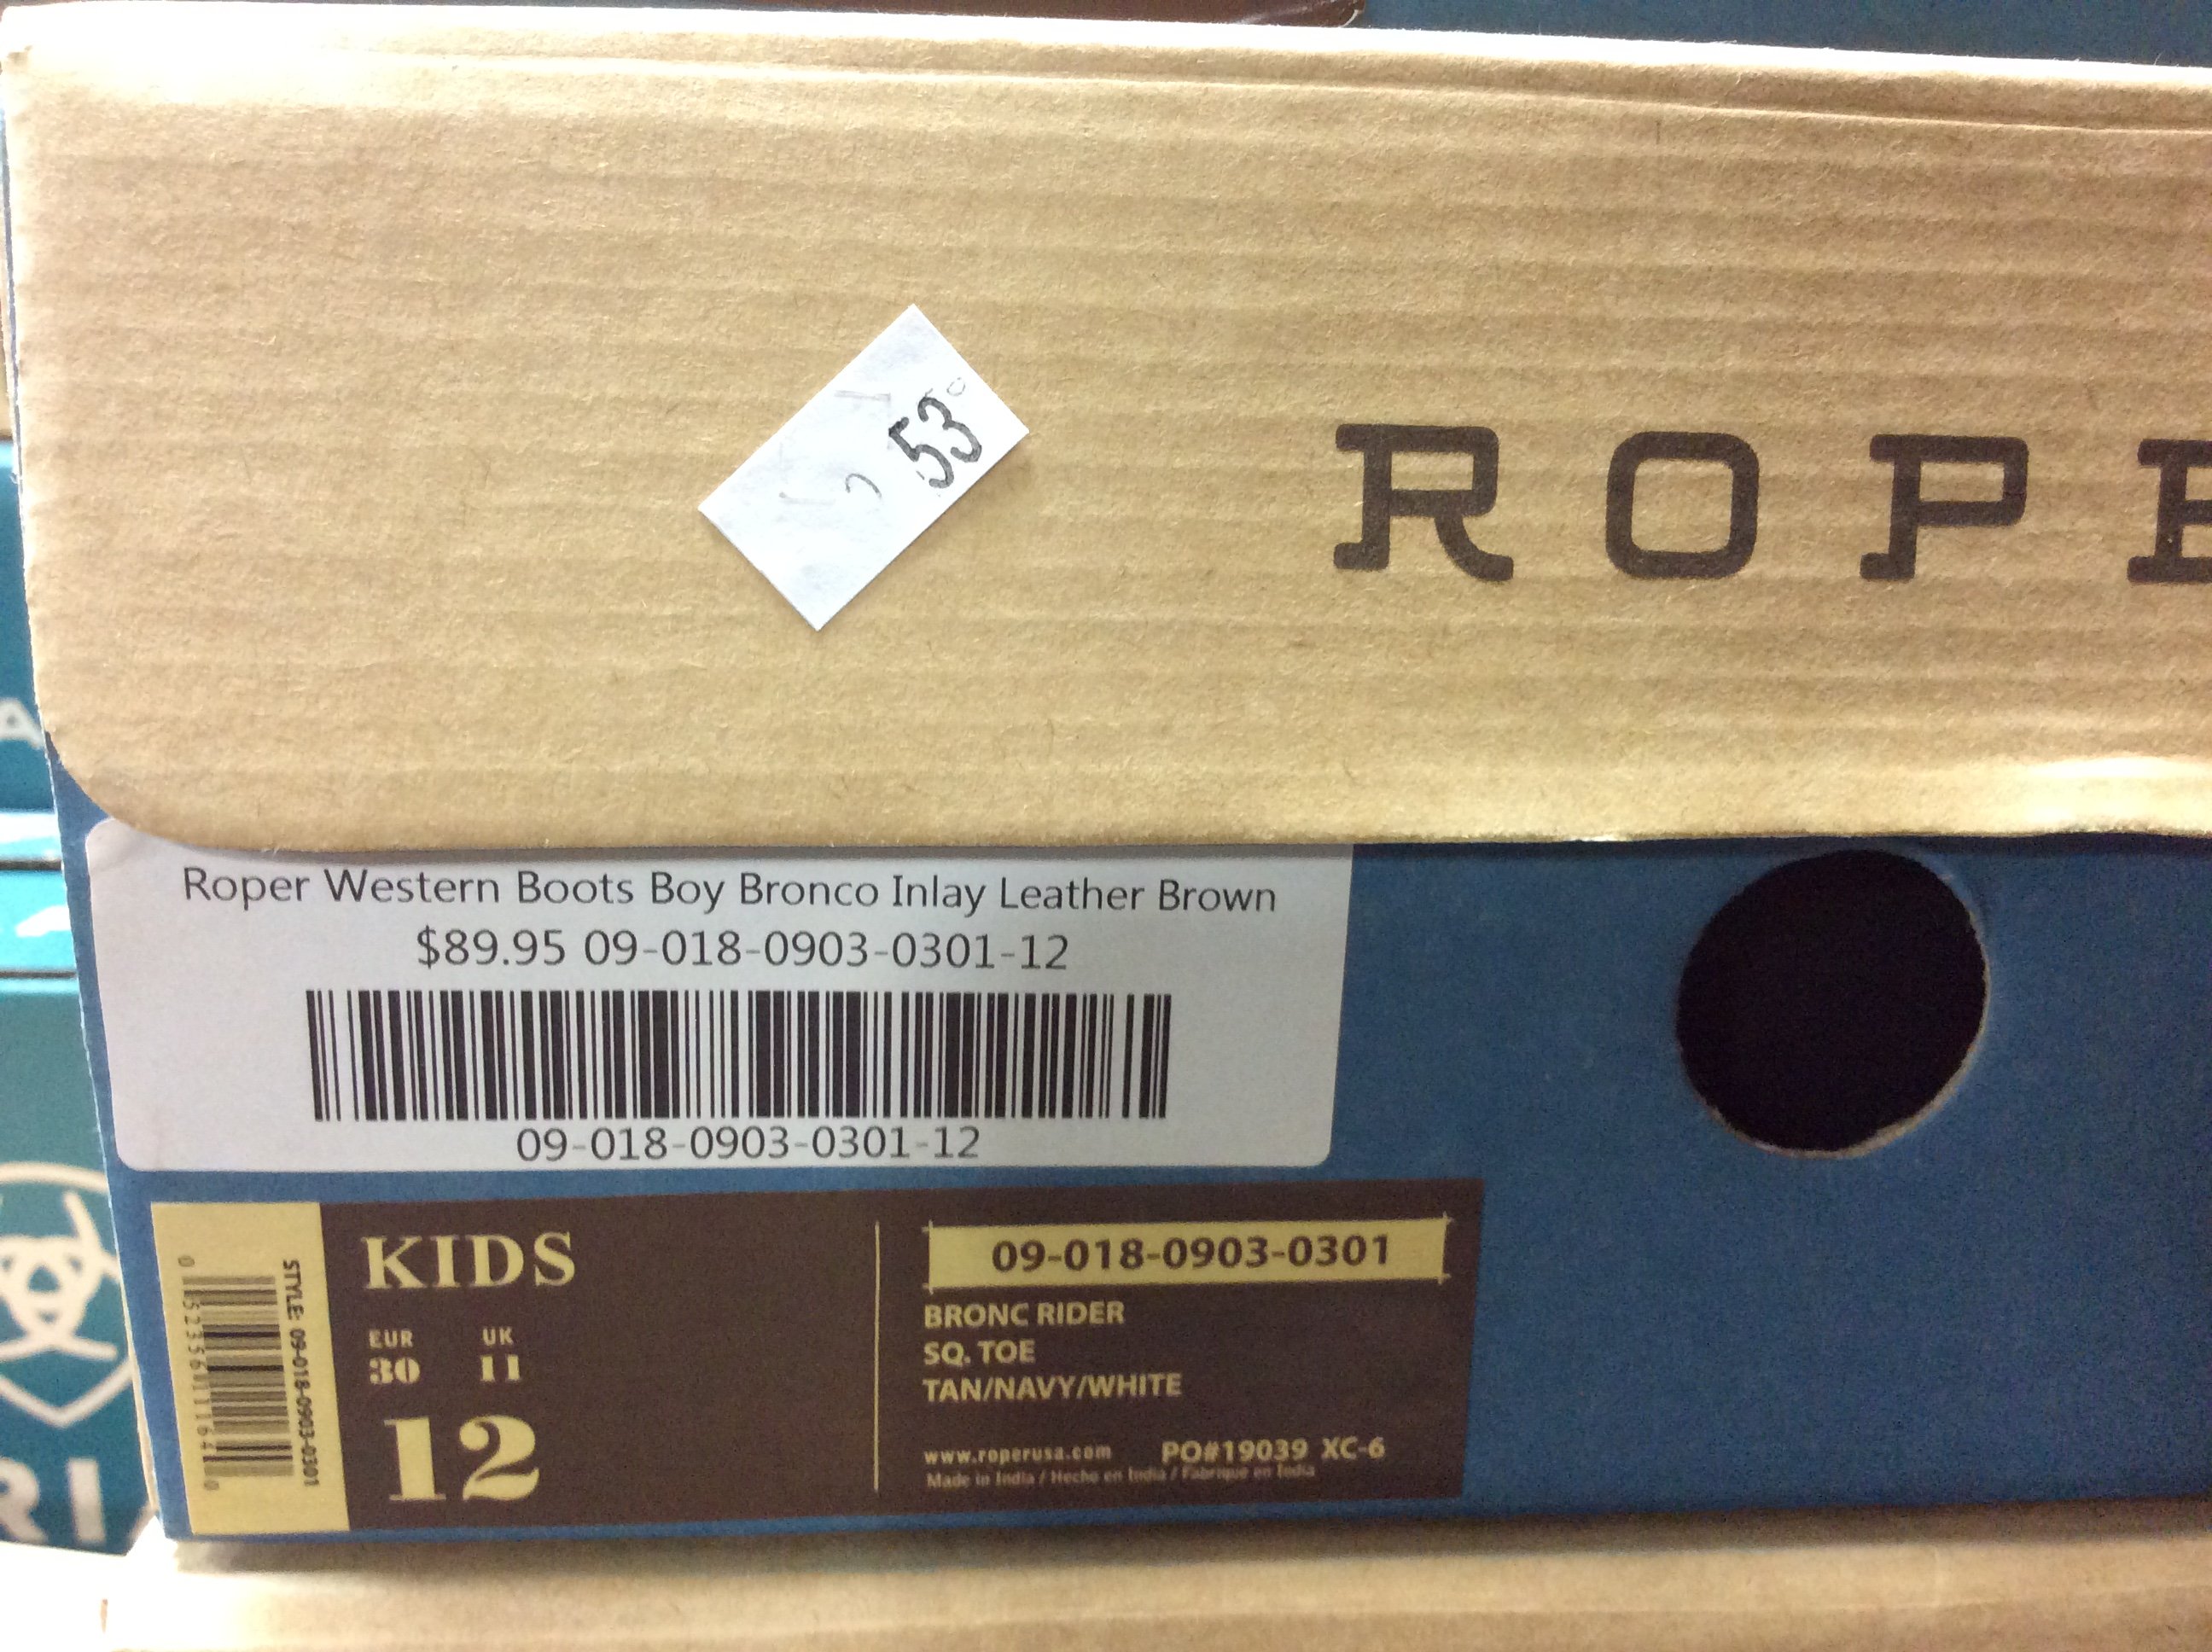 53
ROPE
Roper Western Boots Boy Bronco Inlay Leather Brown
$89.95 09-018-0903-0301-12
09-018-0903-0301-12
STYLE: 09-018-0903-0301
KIDS
EUR UK
30 11
12
09-018-0903-0301
BRONC RIDER
SQ. TOE
TAN/NAVY/WHITE
www.roperusa.com PO#19039 XC-6
Made in India / Hecho en India / Fabrique en India
RI